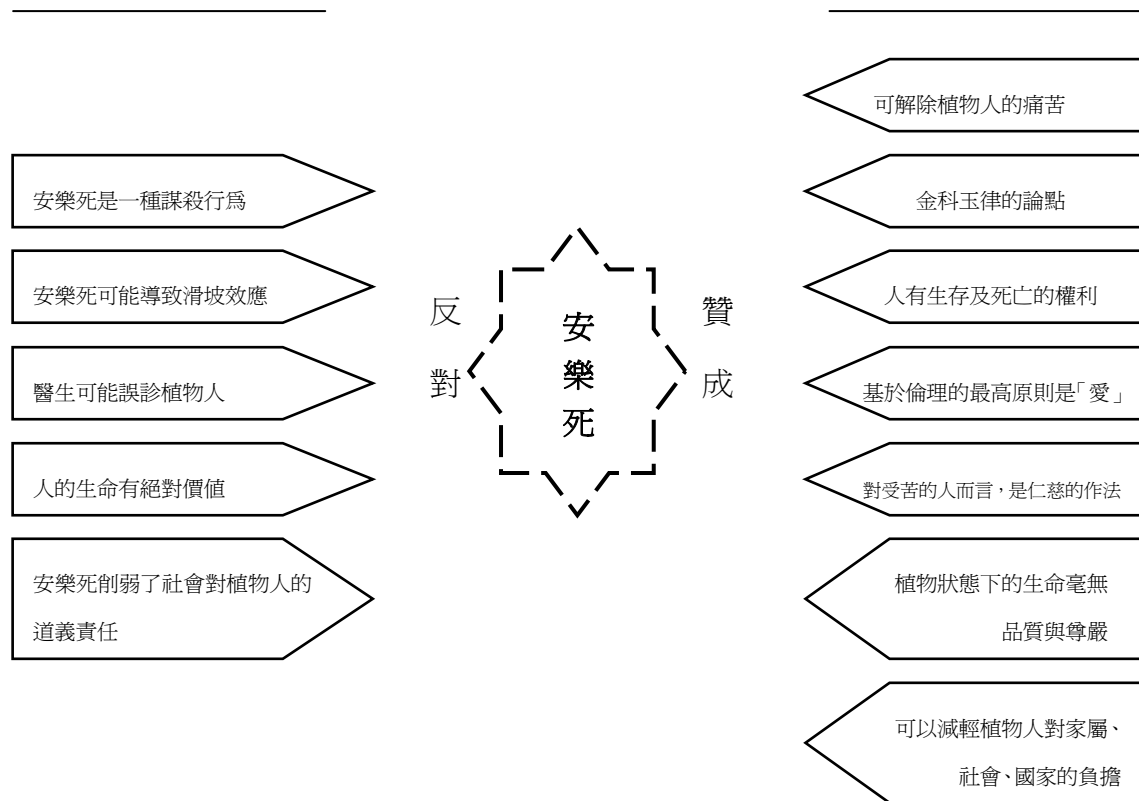 安樂死是一種謀殺行為
安樂死可能導致滑坡效應
醫生可能誤診植物人
人的生命有絕對價值
安樂死削弱了社會對植物人的
道義責任
反對
安樂死
贊成
可解除植物人的痛苦
金科玉律的論點
人有生存及死亡的權利
基於倫理的最高原則是「愛」
對受苦的人而言，是仁慈的作法
植物狀態下的生命毫無
品質與尊嚴
可以減輕植物人對家屬、
社會、國家的負擔